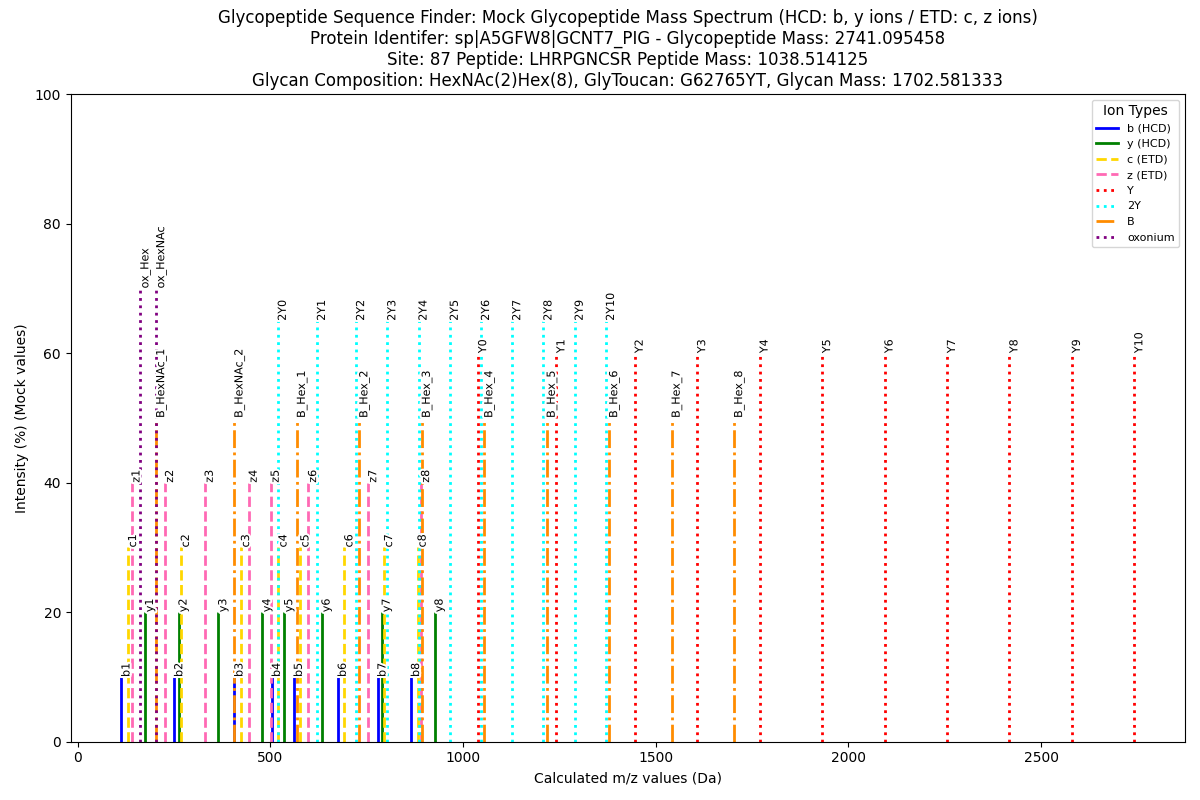 Glycopeptide Sequence Finder: Mock Glycopeptide Mass Spectrum (HCD: b, y ions / ETD: c, z ions)
Protein Identifer: sp|A5GFW8|GCNT7_PIG - Glycopeptide Mass: 2741.095458
Site: 87 Peptide: LHRPGNCSR Peptide Mass: 1038.514125
Glycan Composition: HexNAc(2)Hex(8), GlyToucan: G62765YT, Glycan Mass: 1702.581333
Ion Types
b (HCD)
y (HCD)
c (ETD)
z (ETD)
Y
2Y
B
oxonium
Intensity (%) (Mock values)
100
80
60
40
20
0
ox_Hex
ox_HexNAc
2Y0
2Y1
2Y2
2Y3
2Y4
2Y5
2Y6
2Y7
2Y8
2Y9
2Y10
Y0
Y1
Y2
Y3
Y4
Y5
Y6
Y7
Y8
Y9
Y10
B_HexNAc_1
B_HexNAc_2
B_Hex_1
B_Hex_2
B_Hex_3
B_Hex_4
B_Hex_5
B_Hex_6
B_Hex_7
B_Hex_8
z1
z2
z3
z4
z5
z6
z7
z8
c1
c2
c3
c4
c5
c6
c7
c8
y1
y2
y3
y4
y5
y6
y7
y8
b1
b2
b3
b4
b5
b6
b7
b8
0
500
1000
1500
2000
2500
Calculated m/z values (Da)